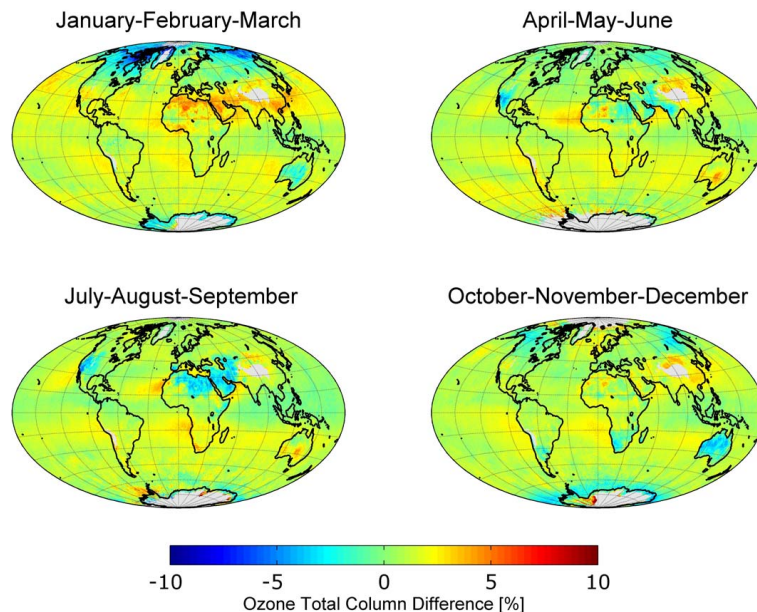 January-February-March
April-May-June
July-August-September
October-November-December
-10
-5
0
5
10
Ozone Total Column Difference [%]